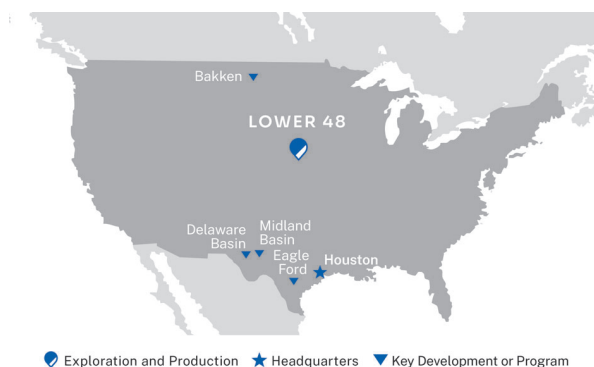 Bakken
LOWER 48
Delaware
Basin
Midland
Basin
Eagle
Ford
Houston
Exploration and Production
Headquarters
Key Development or Program